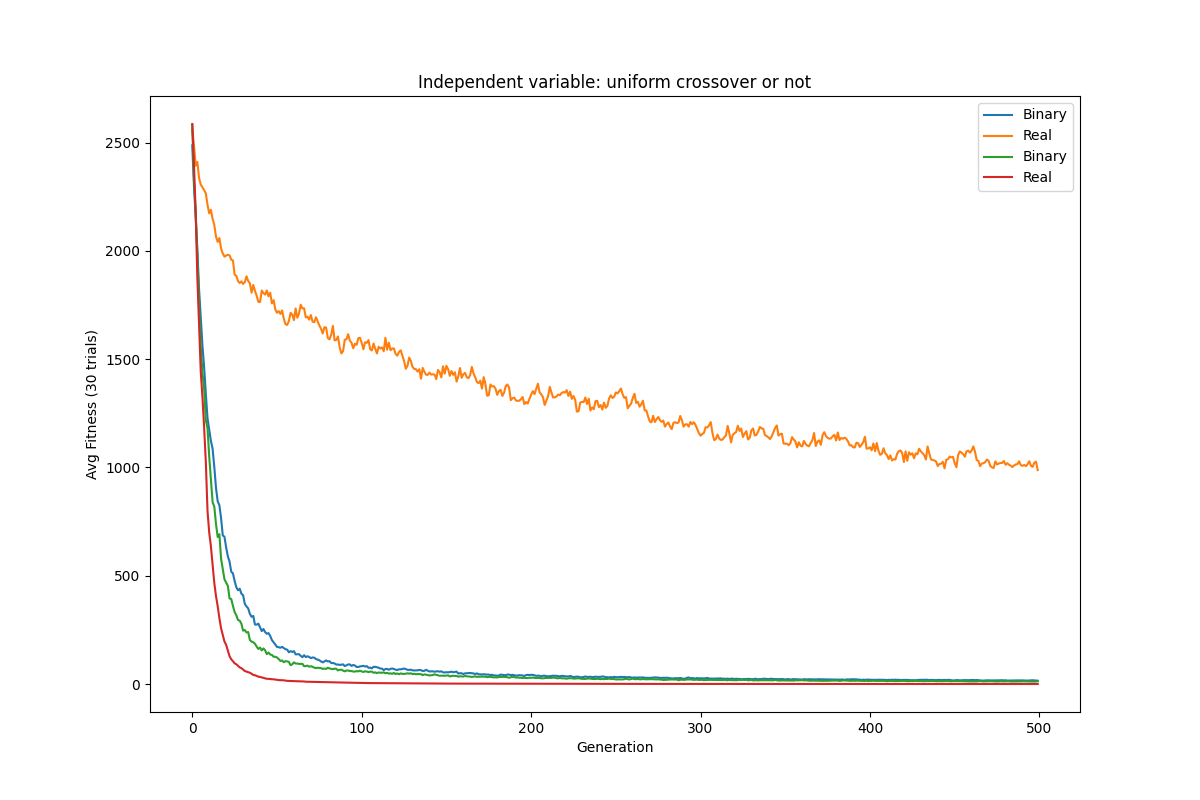 Independent variable: uniform crossover or not
Binary
Real
Binary
Real
2500
2000
1500
1000
500
0
Avg Fitness (30 trials)
0 100 200 300 400 500
Generation